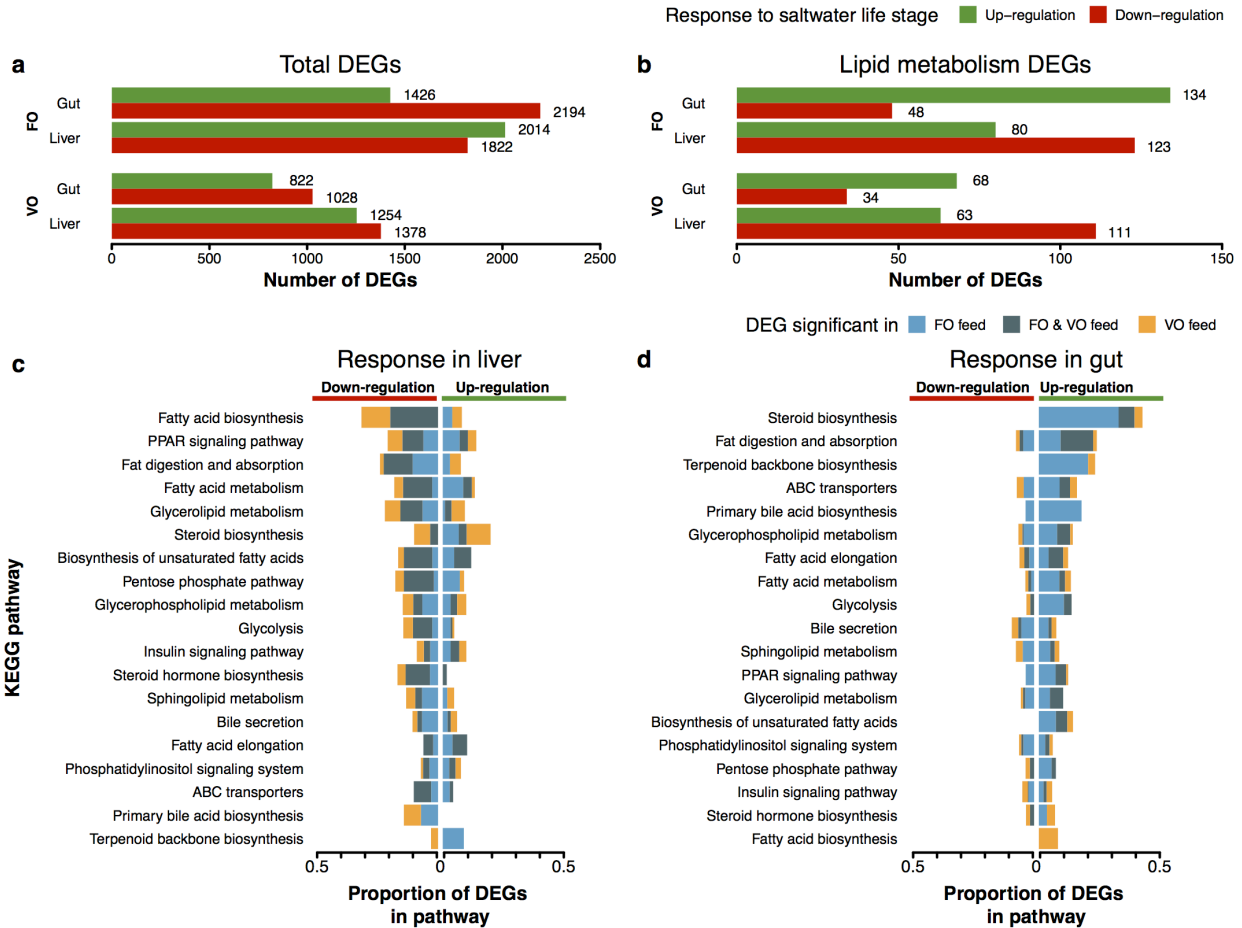 Response to saltwater life stage Up−regulation Down−regulation
a Total DEGs
FO
Gut 1426
2194
Liver 2014
1822
VO
Gut 822
1028
Liver 1254
1378
0 500 1000 1500 2000 2500
Number of DEGs
b Lipid metabolism DEGs
FO
Gut 134
48
Liver 80
123
VO
Gut 68
34
Liver 63
111
0 50 100 150
Number of DEGs
DEG significant in FO feed FO & VO feed VO feed
c Response in liver
Down−regulation Up−regulation
KEGG pathway
Fatty acid biosynthesis
PPAR signaling pathway
Fat digestion and absorption
Fatty acid metabolism
Glycerolipid metabolism
Steroid biosynthesis
Biosynthesis of unsaturated fatty acids
Pentose phosphate pathway
Glycerophospholipid metabolism
Glycolysis
Insulin signaling pathway
Steroid hormone biosynthesis
Sphingolipid metabolism
Bile secretion
Fatty acid elongation
Phosphatidylinositol signaling system
ABC transporters
Primary bile acid biosynthesis
Terpenoid backbone biosynthesis
0.5 0 0.5
Proportion of DEGs
in pathway
d Response in gut
Down−regulation Up−regulation
Steroid biosynthesis
Fat digestion and absorption
Terpenoid backbone biosynthesis
ABC transporters
Primary bile acid biosynthesis
Glycerophospholipid metabolism
Fatty acid elongation
Fatty acid metabolism
Glycolysis
Bile secretion
Sphingolipid metabolism
PPAR signaling pathway
Glycerolipid metabolism
Biosynthesis of unsaturated fatty acids
Phosphatidylinositol signaling system
Pentose phosphate pathway
Insulin signaling pathway
Steroid hormone biosynthesis
Fatty acid biosynthesis
0.5 0 0.5
Proportion of DEGs
in pathway